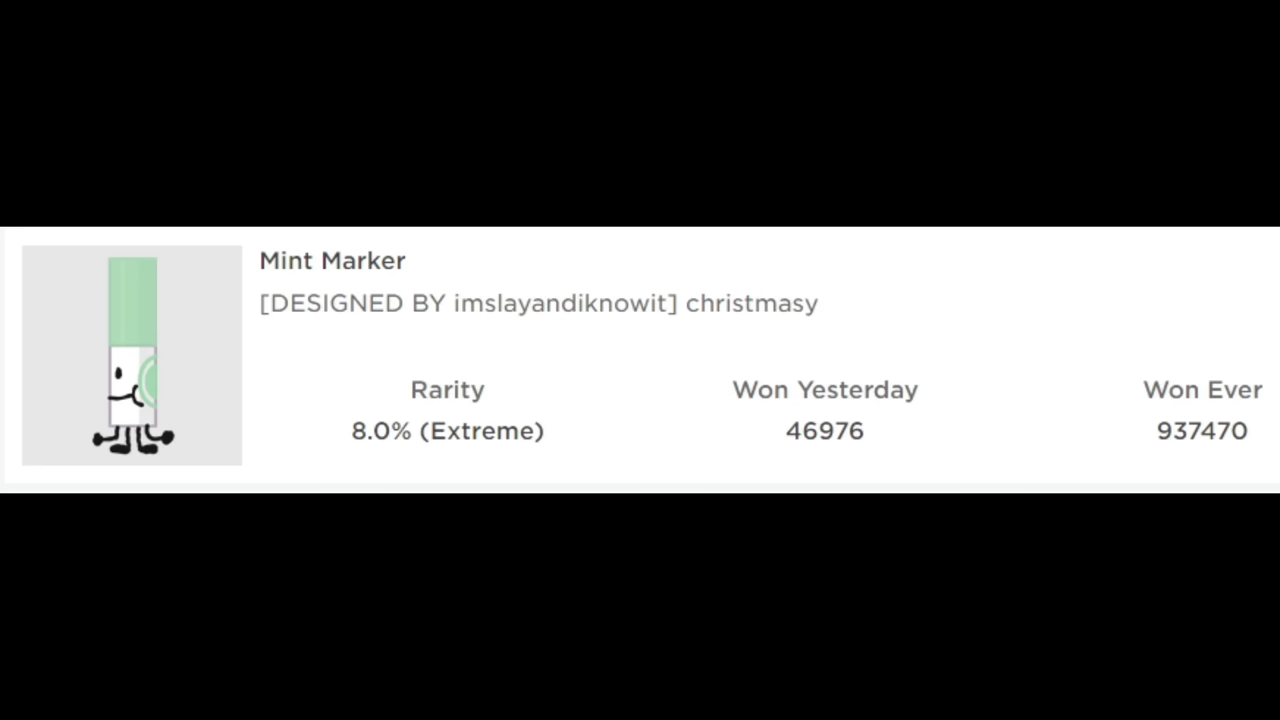 Mint Marker
[DESIGNED BY imslayandiknowit] christmasy
Rarity Won Yesterday Won Ever
8.0% (Extreme) 46976 937470